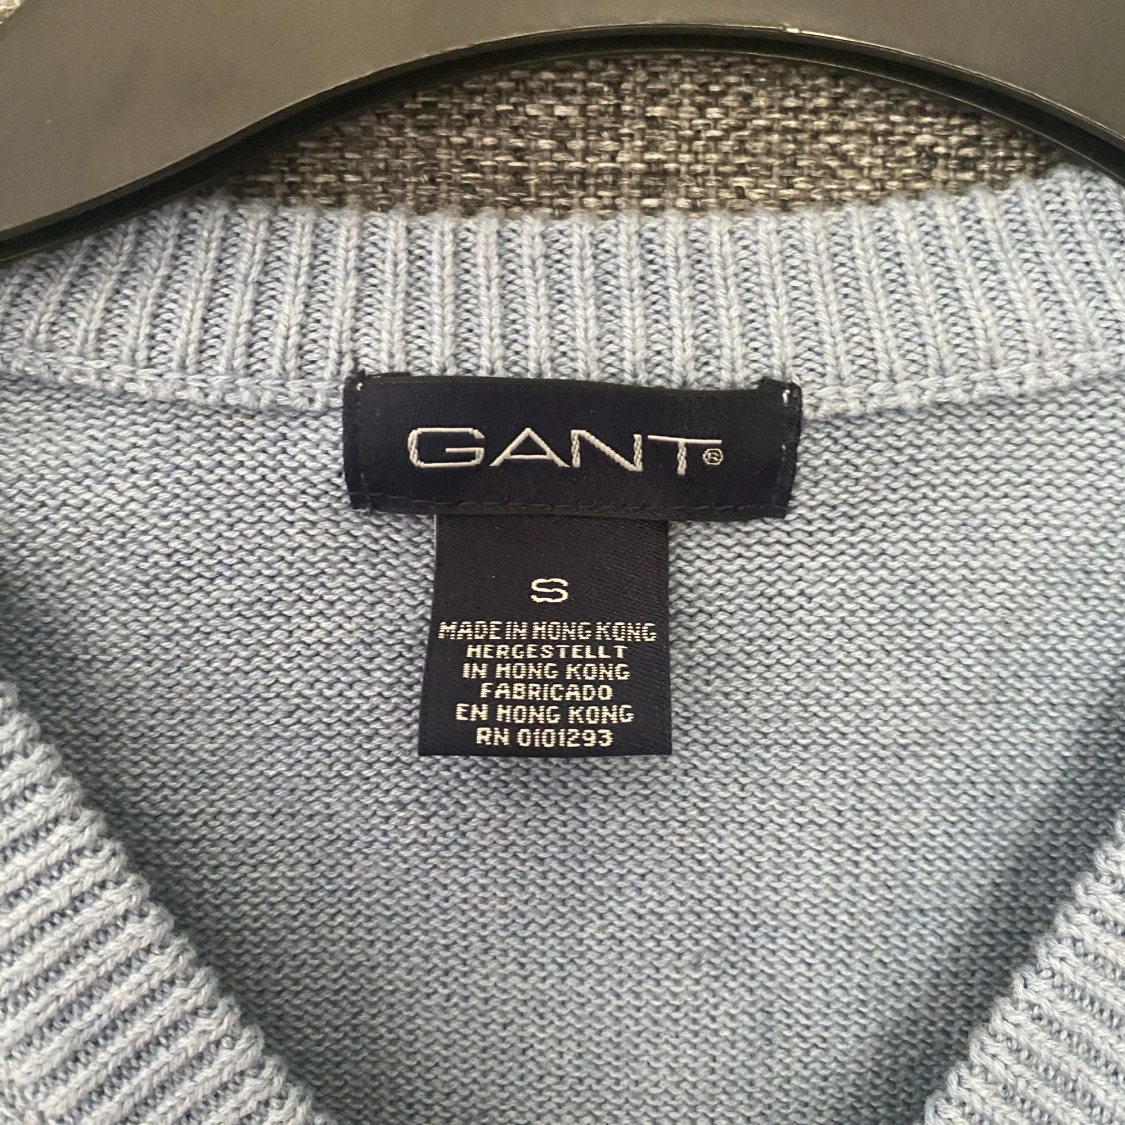 GANT®
S
MADE IN HONG KONG
HERGESTELLT
IN HONG KONG
FABRICADO
EN HONG KONG
RN 0101293